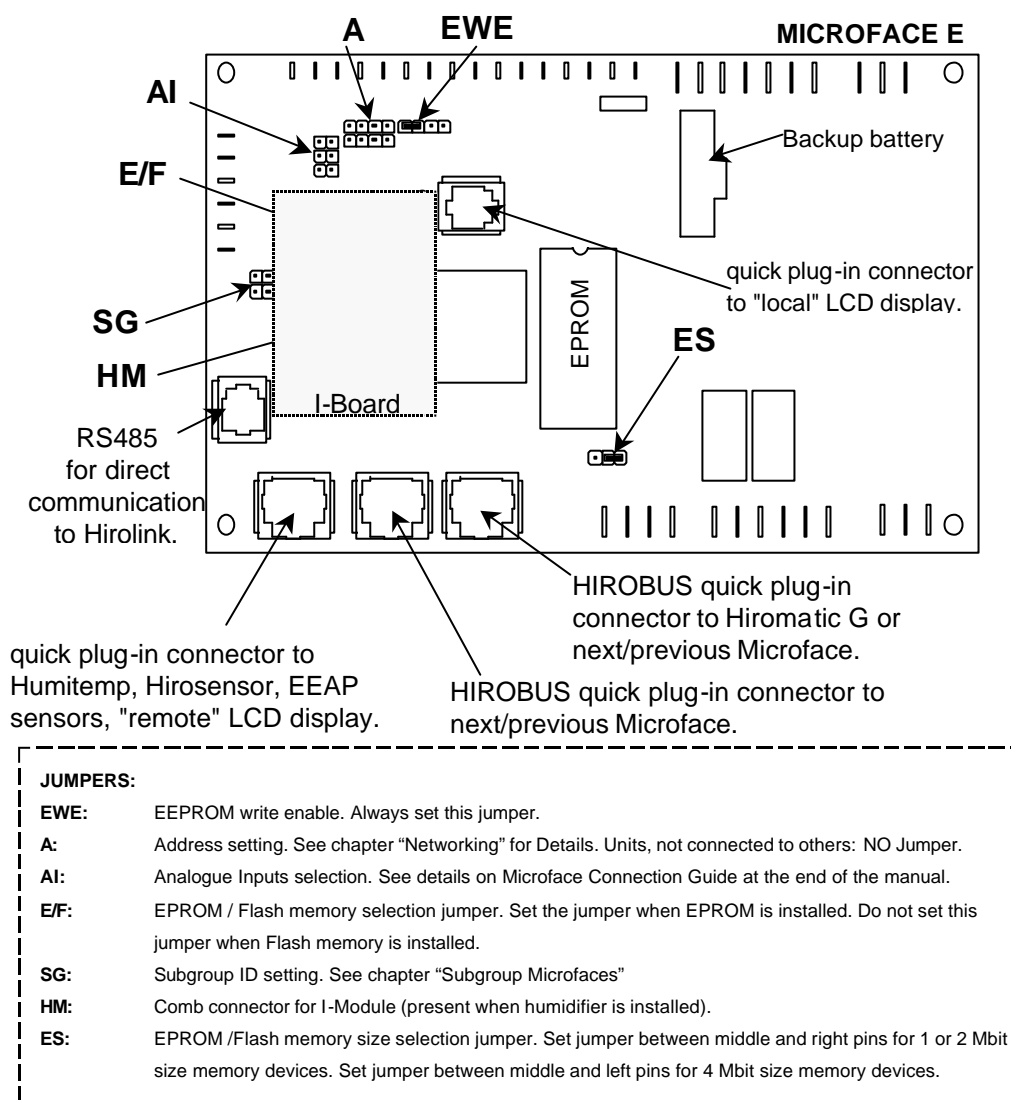 A
EWE
MICROFACE E
AI
Backup battery
E/F
quick plug-in connector
to "local" LCD display.
EPROM
SG
ES
HM
I-Board
RS485
for direct
communication
to Hirolink.
HIROBUS quick plug-in
connector to Hiromatic G or
next/previous Microface.
quick plug-in connector to
Humitemp, Hirosensor, EEAP
sensors, "remote" LCD display.
HIROBUS quick plug-in connector to
next/previous Microface.
JUMPERS:
EWE: EEPROM write enable. Always set this jumper.
A: Address setting. See chapter “Networking” for Details. Units, not connected to others: NO Jumper.
AI: Analogue Inputs selection. See details on Microface Connection Guide at the end of the manual.
E/F: EPROM / Flash memory selection jumper. Set the jumper when EPROM is installed. Do not set this
jumper when Flash memory is installed.
SG: Subgroup ID setting. See chapter “Subgroup Microfaces”
HM: Comb connector for I-Module (present when humidifier is installed).
ES: EPROM /Flash memory size selection jumper. Set jumper between middle and right pins for 1 or 2 Mbit
size memory devices. Set jumper between middle and left pins for 4 Mbit size memory devices.